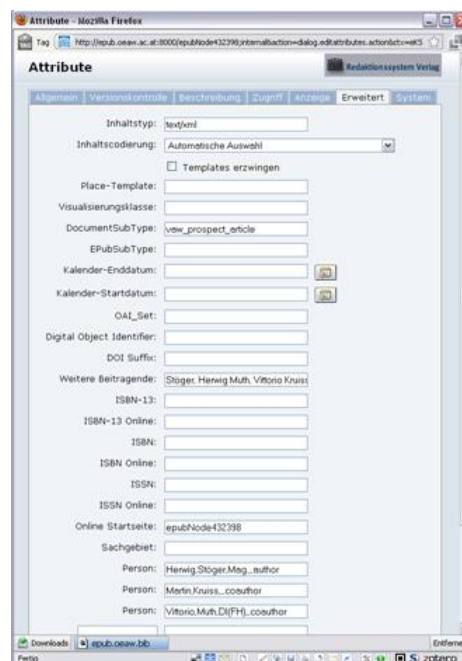 Attribute - Mozilla Firefox
Tag
Attribute
Redaktionssystem Verlag
Allgemein Versionskontrolle Beschreibung Zugriff Anzeige Erweitert System
Inhaltstyp: text/xml
Inhaltscodierung: Automatische Auswahl
Templates erzwingen
Place-Template:
Visualisierungsklasse:
DocumentSubType: vaw_prospect_article
EPubSubType:
Kalender-Enddatum:
Kalender-Startdatum:
OAI_Set:
Digital Object Identifier:
DOI Suffix:
Weitere Beitragende: Stöger, Herwig Muth, Vittorio Kruiss
ISBN-13:
ISBN-13 Online:
ISBN:
ISBN Online:
ISSN:
ISSN Online:
Online Startseite: epubNode432398
Sachgebiet:
Person: Herwig,Stöger,Mag.,author
Person: Martin,Kruiss,,coauthor
Person: Vittorio,Muth,DI(FH),coauthor
Downloads epub.oeaw.bib Entferne
Fertig zotero